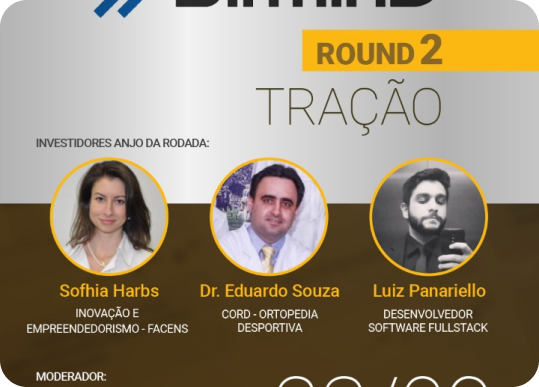 ROUND 2
TRAÇÃO
INVESTIDORES ANJO DA RODADA:
Sofhia Harbs
INOVAÇÃO E
EMPREENDEDORISMO - FACENS
Dr. Eduardo Souza
CORD - ORTOPEDIA
DESPORTIVA
Luiz Panariello
DESENVOLVEDOR
SOFTWARE FULLSTACK
MODERADOR: